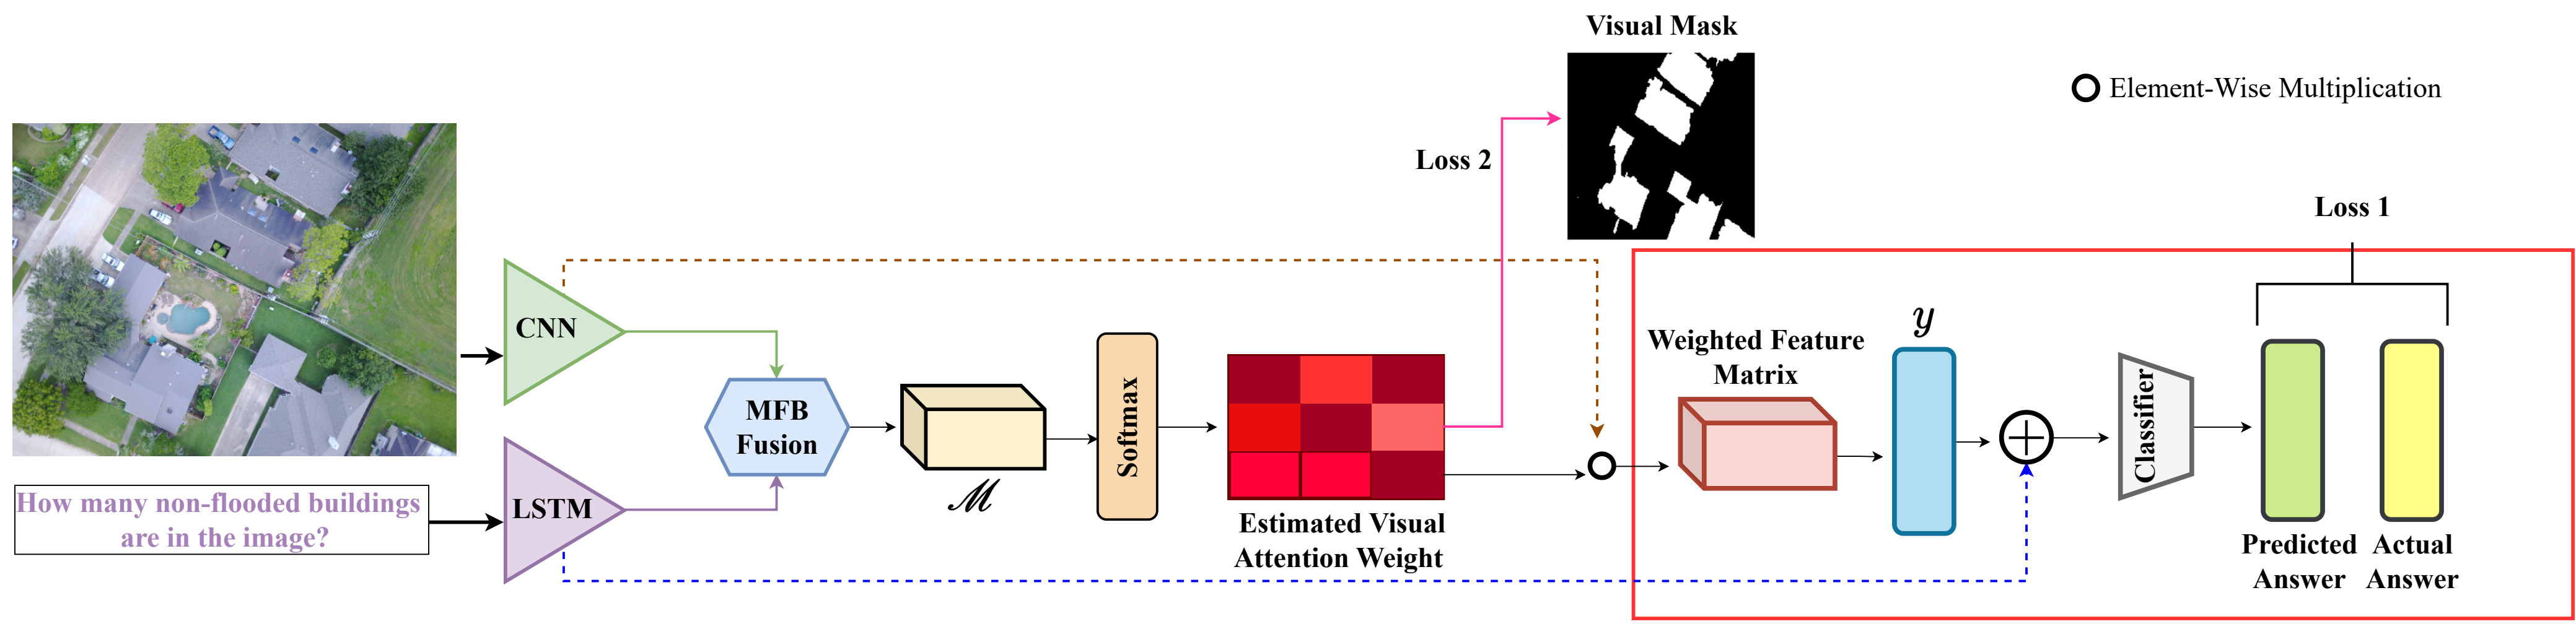 Visual Mask
Element-Wise Multiplication
Loss 2
Loss 1
CNN
LSTM
How many non-flooded buildings
are in the image?
MFB
Fusion
ℳ
Softmax
Estimated Visual
Attention Weight
Weighted Feature
Matrix
y
Classifier
Predicted
Answer
Actual
Answer